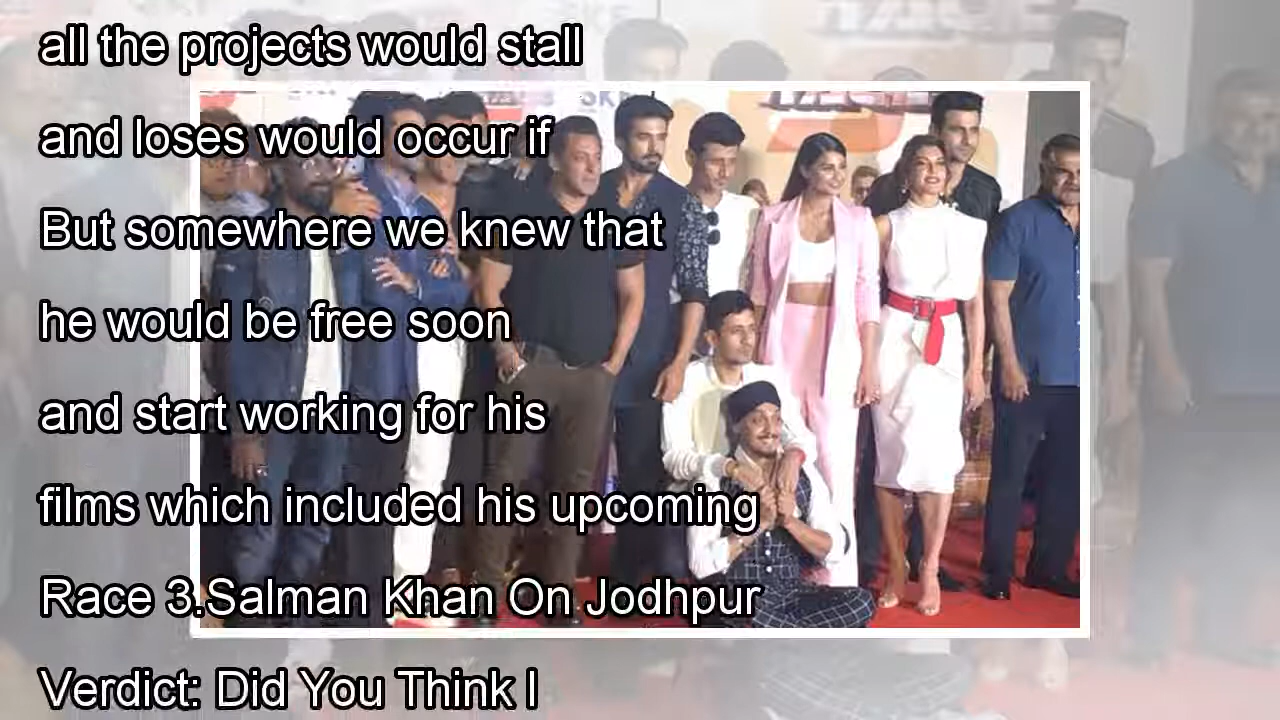 all the projects would stall
and loses would occur if
But somewhere we knew that
he would be free soon
and start working for his
films which included his upcoming
Race 3.Salman Khan On Jodhpur
Verdict: Did You Think I